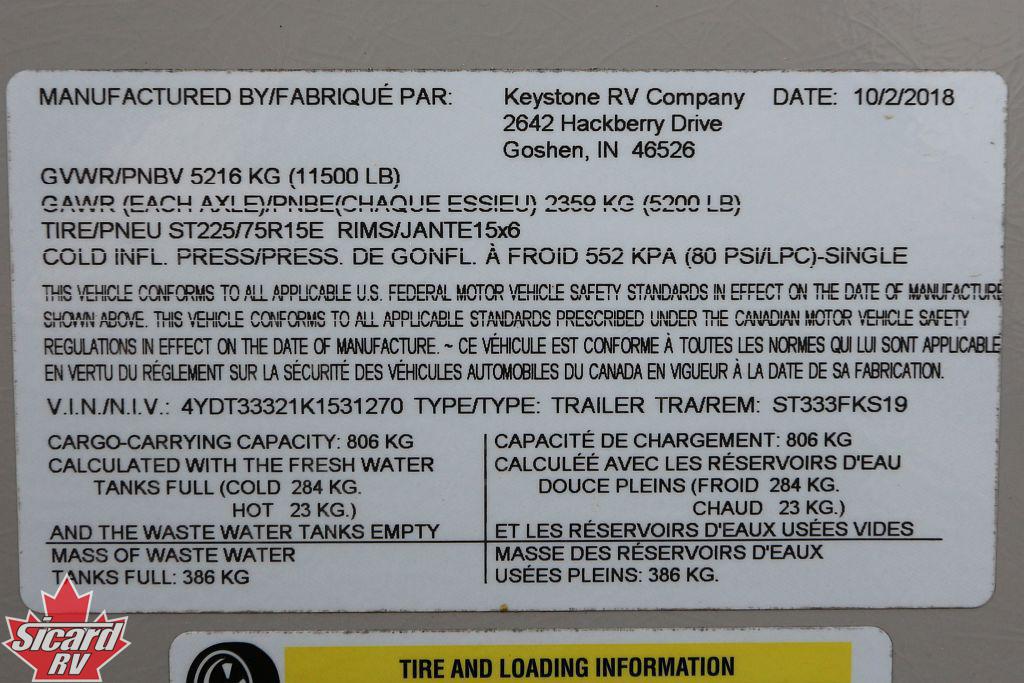 MANUFACTURED BY/FABRIQUÉ PAR: Keystone RV Company DATE: 10/2/2018
2642 Hackberry Drive
Goshen, IN 46526
GVWR/PNBV 5216 KG (11500 LB)
GAWR (EACH AXLE)/PNBE(CHAQUE ESSIEU) 2359 KG (5200 LB)
TIRE/PNEU ST225/75R15E RIMS/JANTE15x6
COLD INFL. PRESS/PRESS. DE GONFL. À FROID 552 KPA (80 PSI/LPC)-SINGLE
THIS VEHICLE CONFORMS TO ALL APPLICABLE U.S. FEDERAL MOTOR VEHICLE SAFETY STANDARDS IN EFFECT ON THE DATE OF MANUFACTURE
SHOWN ABOVE. THIS VEHICLE CONFORMS TO ALL APPLICABLE STANDARDS PRESCRIBED UNDER THE CANADIAN MOTOR VEHICLE SAFETY
REGULATIONS IN EFFECT ON THE DATE OF MANUFACTURE. ~ CE VÉHICULE EST CONFORME À TOUTES LES NORMES QUI LUI SONT APPLICABLE
EN VERTU DU RÉGLEMENT SUR LA SÉCURITÉ DES VÉHICULES AUTOMOBILES DU CANADA EN VIGUEUR À LA DATE DE SA FABRICATION.
V.I.N./N.I.V.: 4YDT33321K1531270 TYPE/TYPE: TRAILER TRA/REM: ST333FKS19
CARGO-CARRYING CAPACITY: 806 KG
CALCULATED WITH THE FRESH WATER
TANKS FULL (COLD 284 KG.
HOT 23 KG.)
AND THE WASTE WATER TANKS EMPTY
MASS OF WASTE WATER
TANKS FULL: 386 KG
CAPACITÉ DE CHARGEMENT: 806 KG
CALCULÉE AVEC LES RÉSERVOIRS D'EAU
DOUCE PLEINS (FROID 284 KG.
CHAUD 23 KG.)
ET LES RÉSERVOIRS D'EAUX USÉES VIDES
MASSE DES RÉSERVOIRS D'EAUX
USÉES PLEINS: 386 KG.
Sicard
RV
TIRE AND LOADING INFORMATION